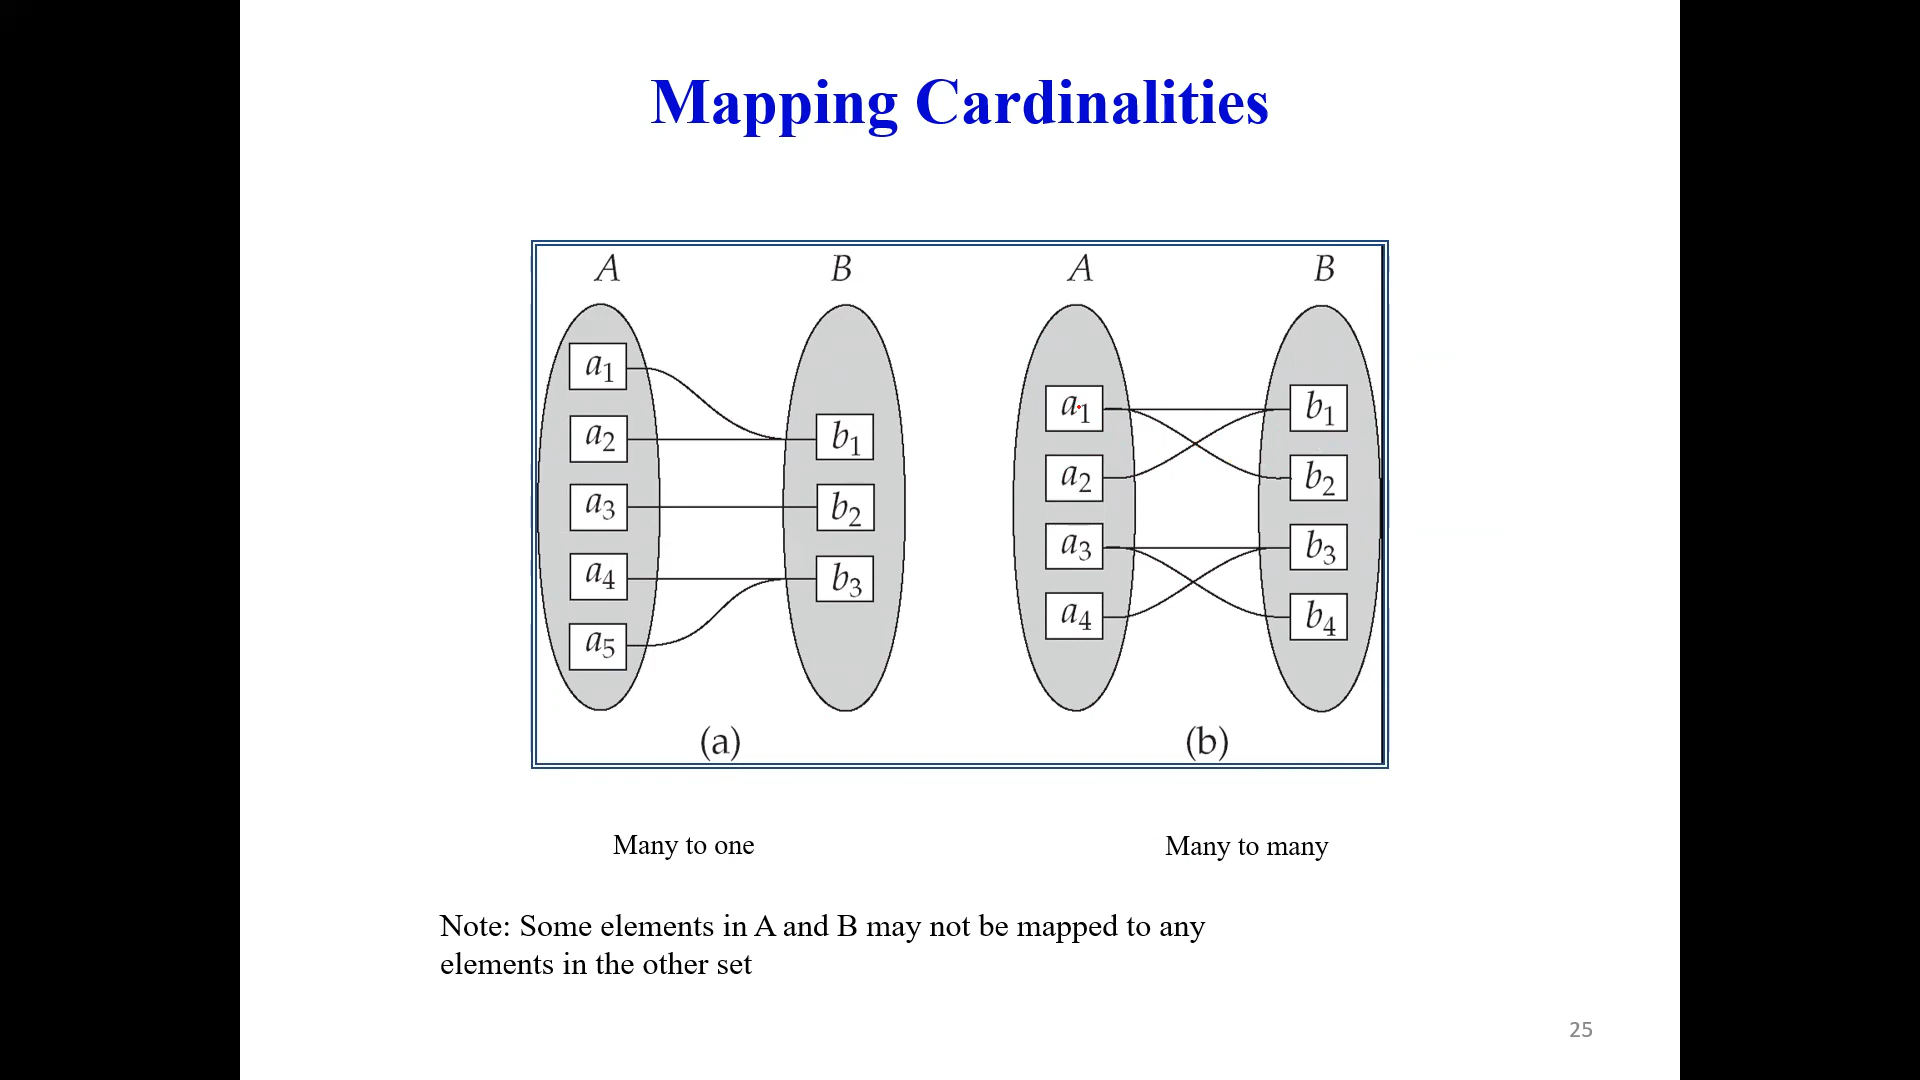 Mapping Cardinalities
A B A B
a1
a2
a3
a4
a5
b1
b2
b3
a1
a2
a3
a4
b1
b2
b3
b4
(a) (b)
Many to one Many to many
Note: Some elements in A and B may not be mapped to any
elements in the other set
25